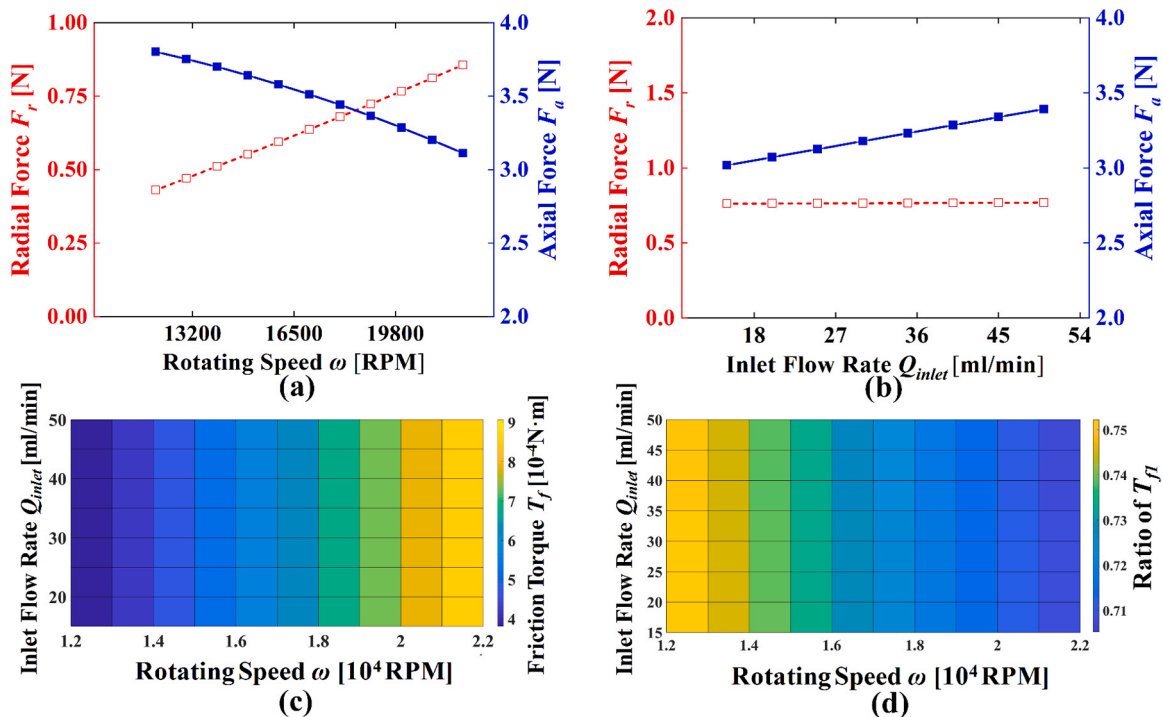 1.00
0.75
0.50
0.25
0.00
Radial Force F_r [N]
4.0
3.5
3.0
2.5
2.0
Axial Force F_a [N]
13200 16500 19800
Rotating Speed ω [RPM]
(a)
2.0
1.5
1.0
0.5
0.0
Radial Force F_r [N]
4.0
3.5
3.0
2.5
2.0
Axial Force F_a [N]
18 27 36 45 54
Inlet Flow Rate Q_inlet [ml/min]
(b)
50
40
30
20
Inlet Flow Rate Q_inlet [ml/min]
1.2 1.4 1.6 1.8 2 2.2
Rotating Speed ω [10⁴ RPM]
(c)
9
8
7
6
5
4
Friction Torque T_f [10⁻⁴N·m]
50
45
40
35
30
25
20
15
Inlet Flow Rate Q_inlet [ml/min]
1.2 1.4 1.6 1.8 2 2.2
Rotating Speed ω [10⁴ RPM]
(d)
0.75
0.74
0.73
0.72
0.71
Ratio of T_f1